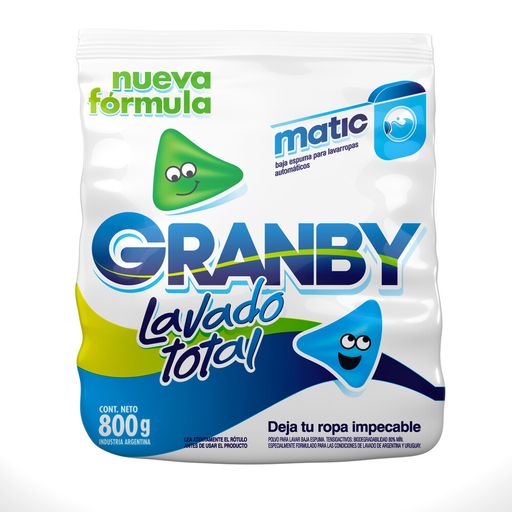 nueva
fórmula
matic
baja espuma para lavarropas
automáticos
GRANBY
Lavado
total
CONT. NETO
800g
INDUSTRIA ARGENTINA
LEA ATENTAMENTE EL RÓTULO
ANTES DE USAR EL PRODUCTO
Deja tu ropa impecable
POLVO PARA LAVAR BAJA ESPUMA. TENSIOACTIVOS: BIODEGRADABILIDAD 80% MÍN.
ESPECIALMENTE FORMULADO PARA LAS CONDICIONES DE LAVADO DE ARGENTINA Y URUGUAY.